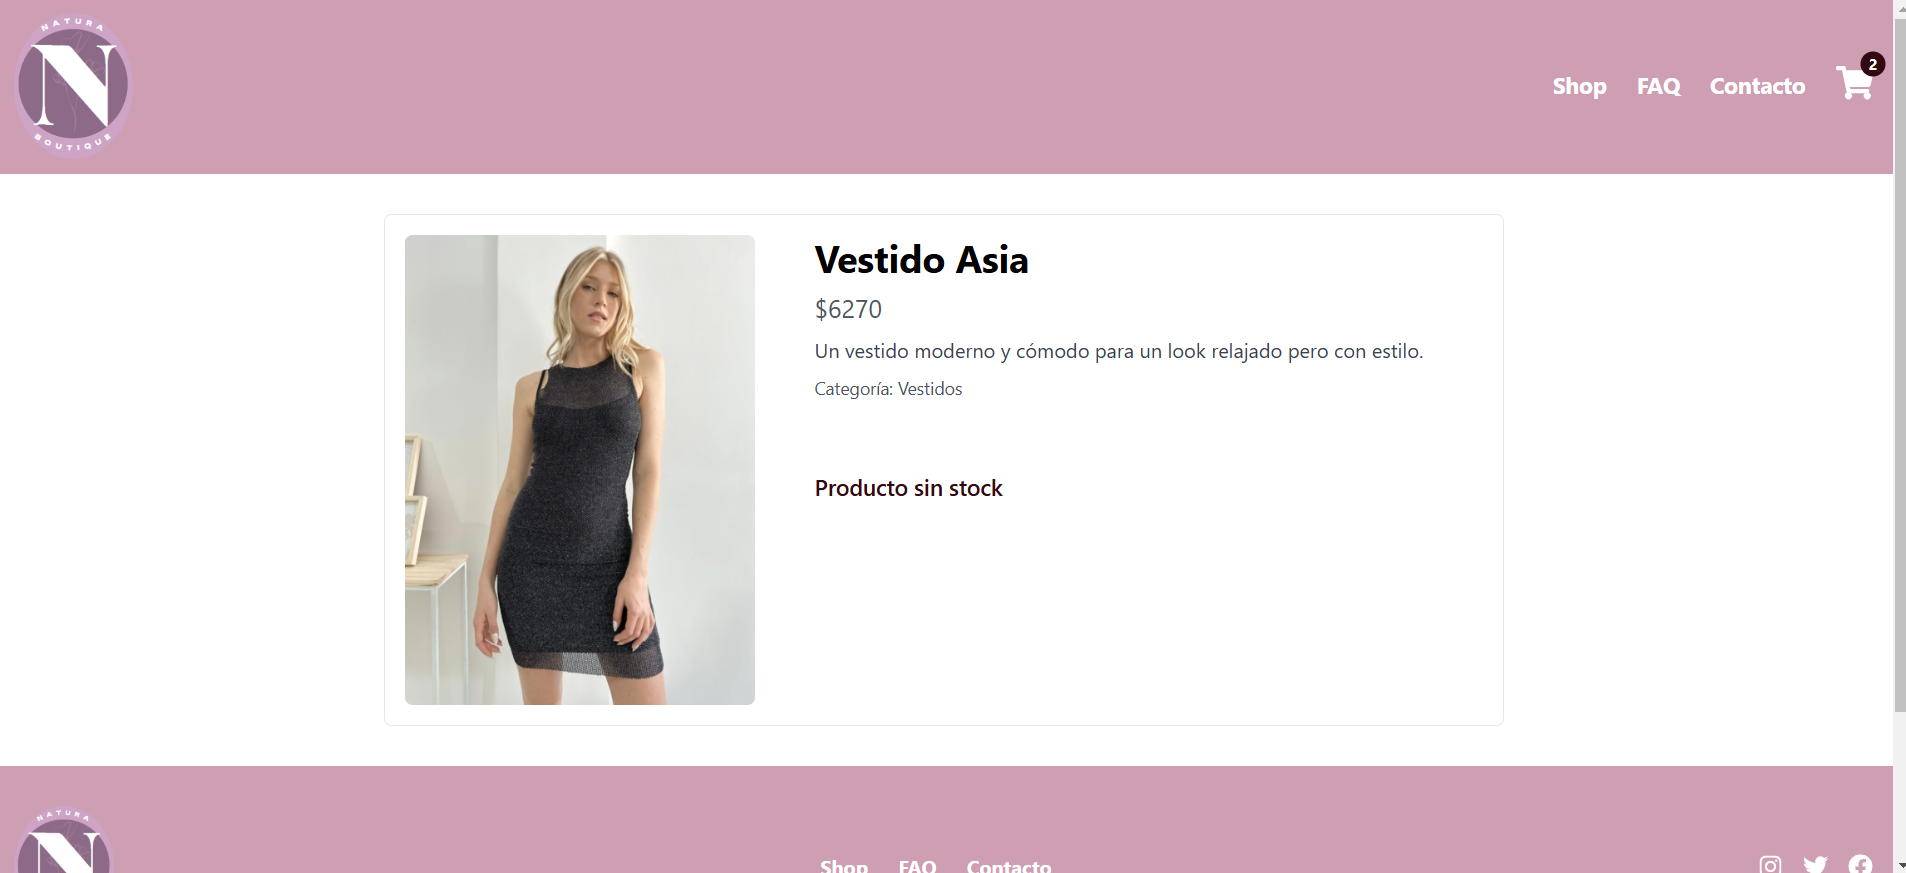 NATURA
N
BOUTIQUE
Shop FAQ Contacto
2
Vestido Asia
$6270
Un vestido moderno y cómodo para un look relajado pero con estilo.
Categoría: Vestidos
Producto sin stock
NATURA
N
Shop FAQ Contacto